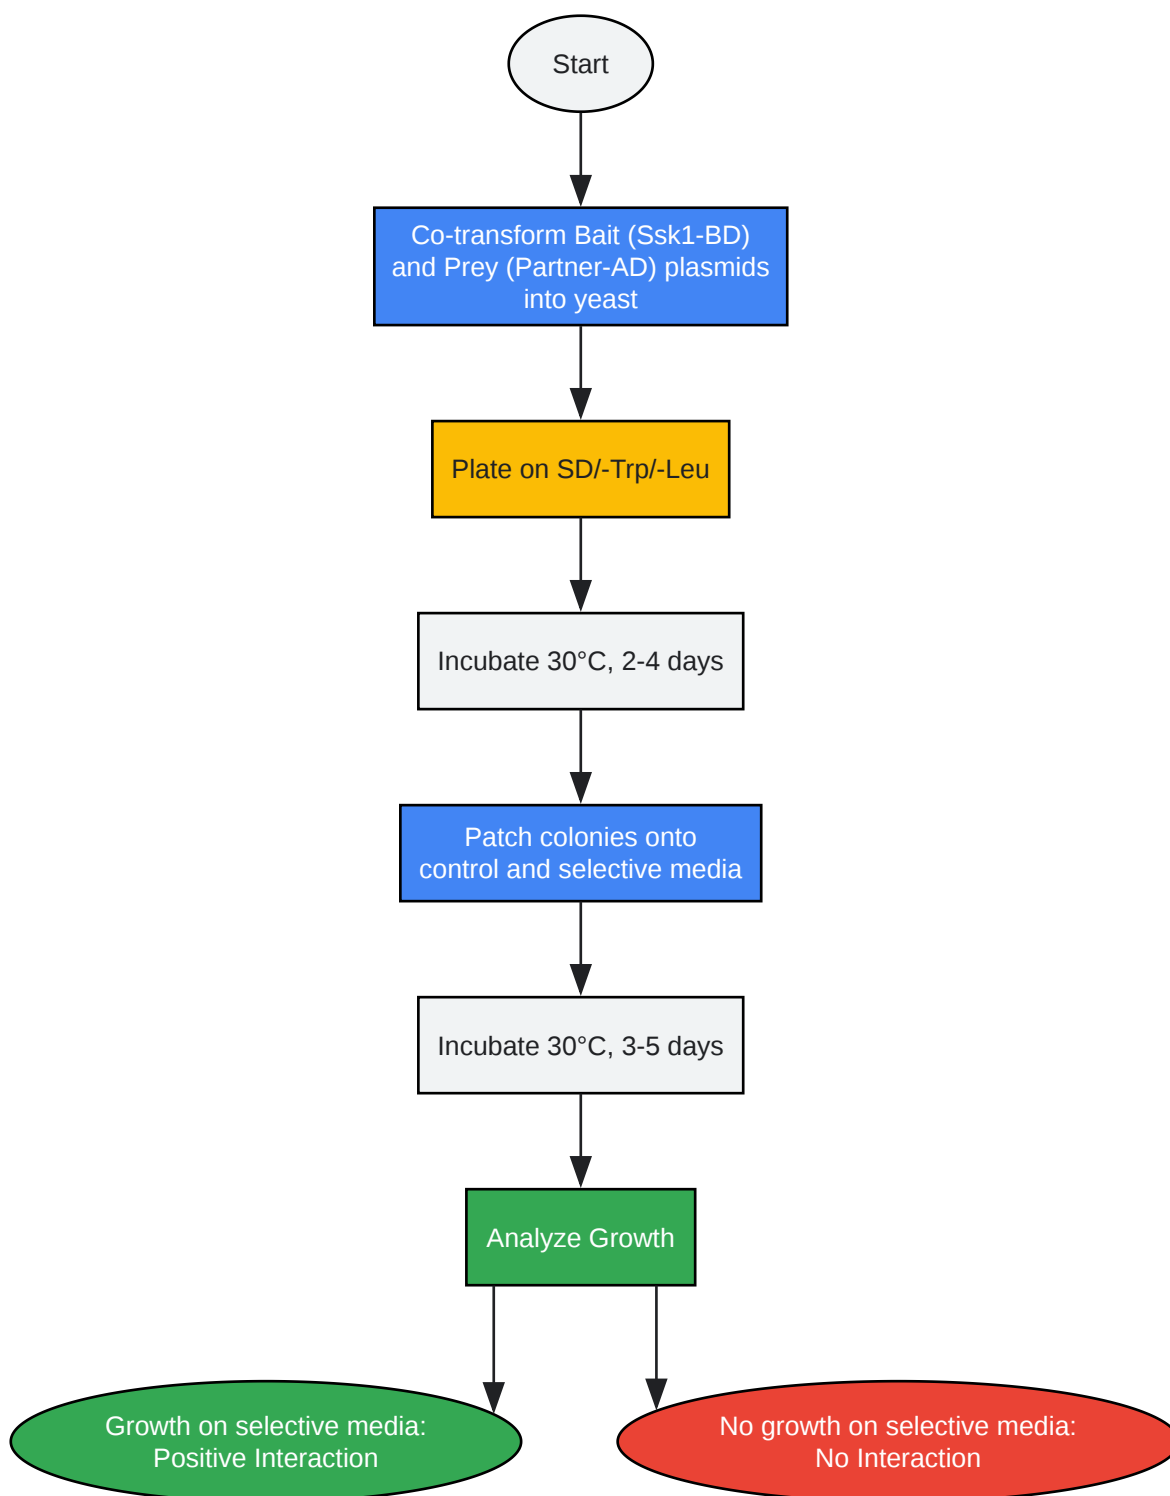 Start
Co-transform Bait (Ssk1-BD)
and Prey (Partner-AD) plasmids
into yeast
Plate on SD/-Trp/-Leu
Incubate 30°C, 2-4 days
Patch colonies onto
control and selective media
Incubate 30°C, 3-5 days
Analyze Growth
Growth on selective media:
Positive Interaction
No growth on selective media:
No Interaction